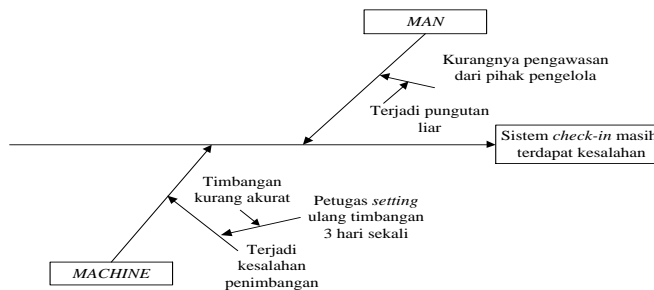 MAN
Kurangnya pengawasan
dari pihak pengelola
Terjadi pungutan
liar
Sistem check-in masih
terdapat kesalahan
Timbangan
kurang akurat
Petugas setting
ulang timbangan
3 hari sekali
Terjadi
kesalahan
penimbangan
MACHINE